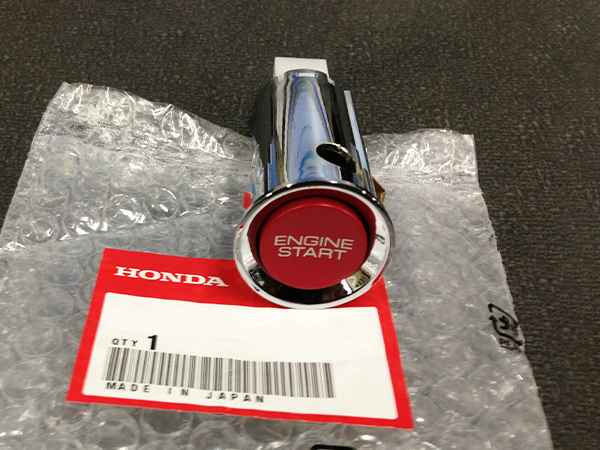 ENGINE
START
HONDA
QTY 1
MADE IN JAPAN